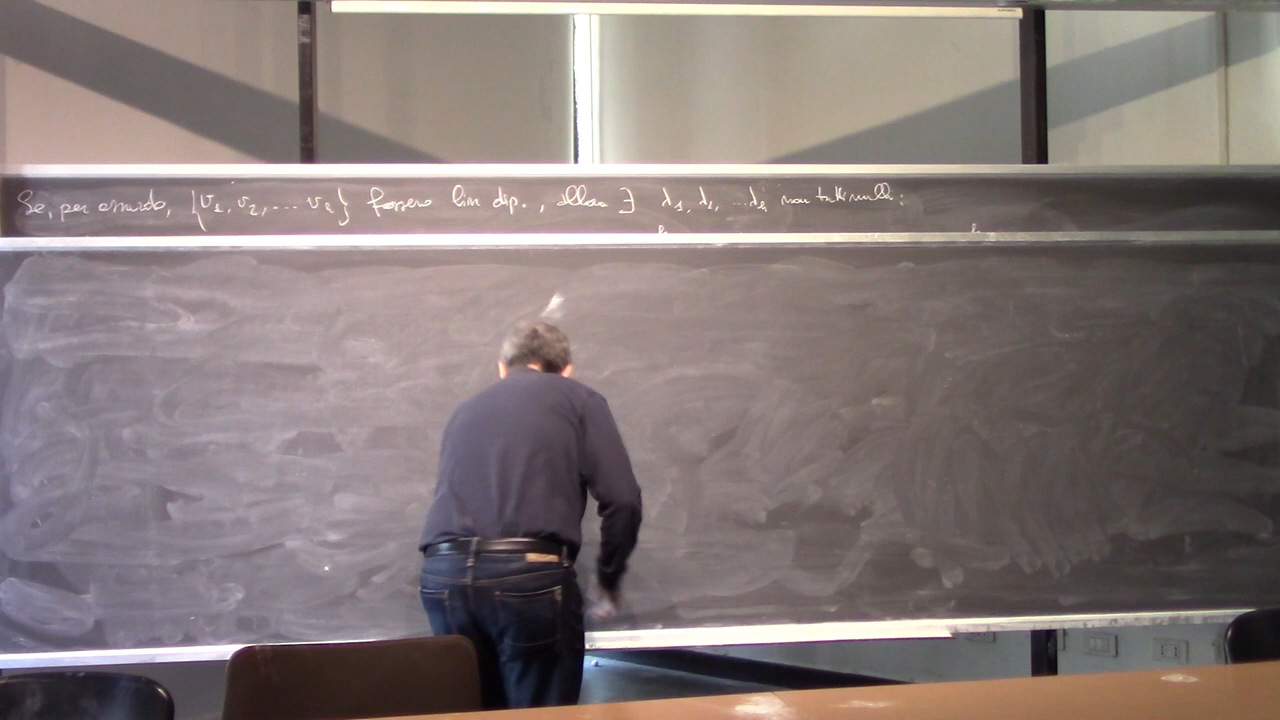 Se, per assurdo, {v₁, v₂, ... vₖ} fossero lin dip., allora ∃ λ₁, λ₂, ...λₖ non tutti nulli: